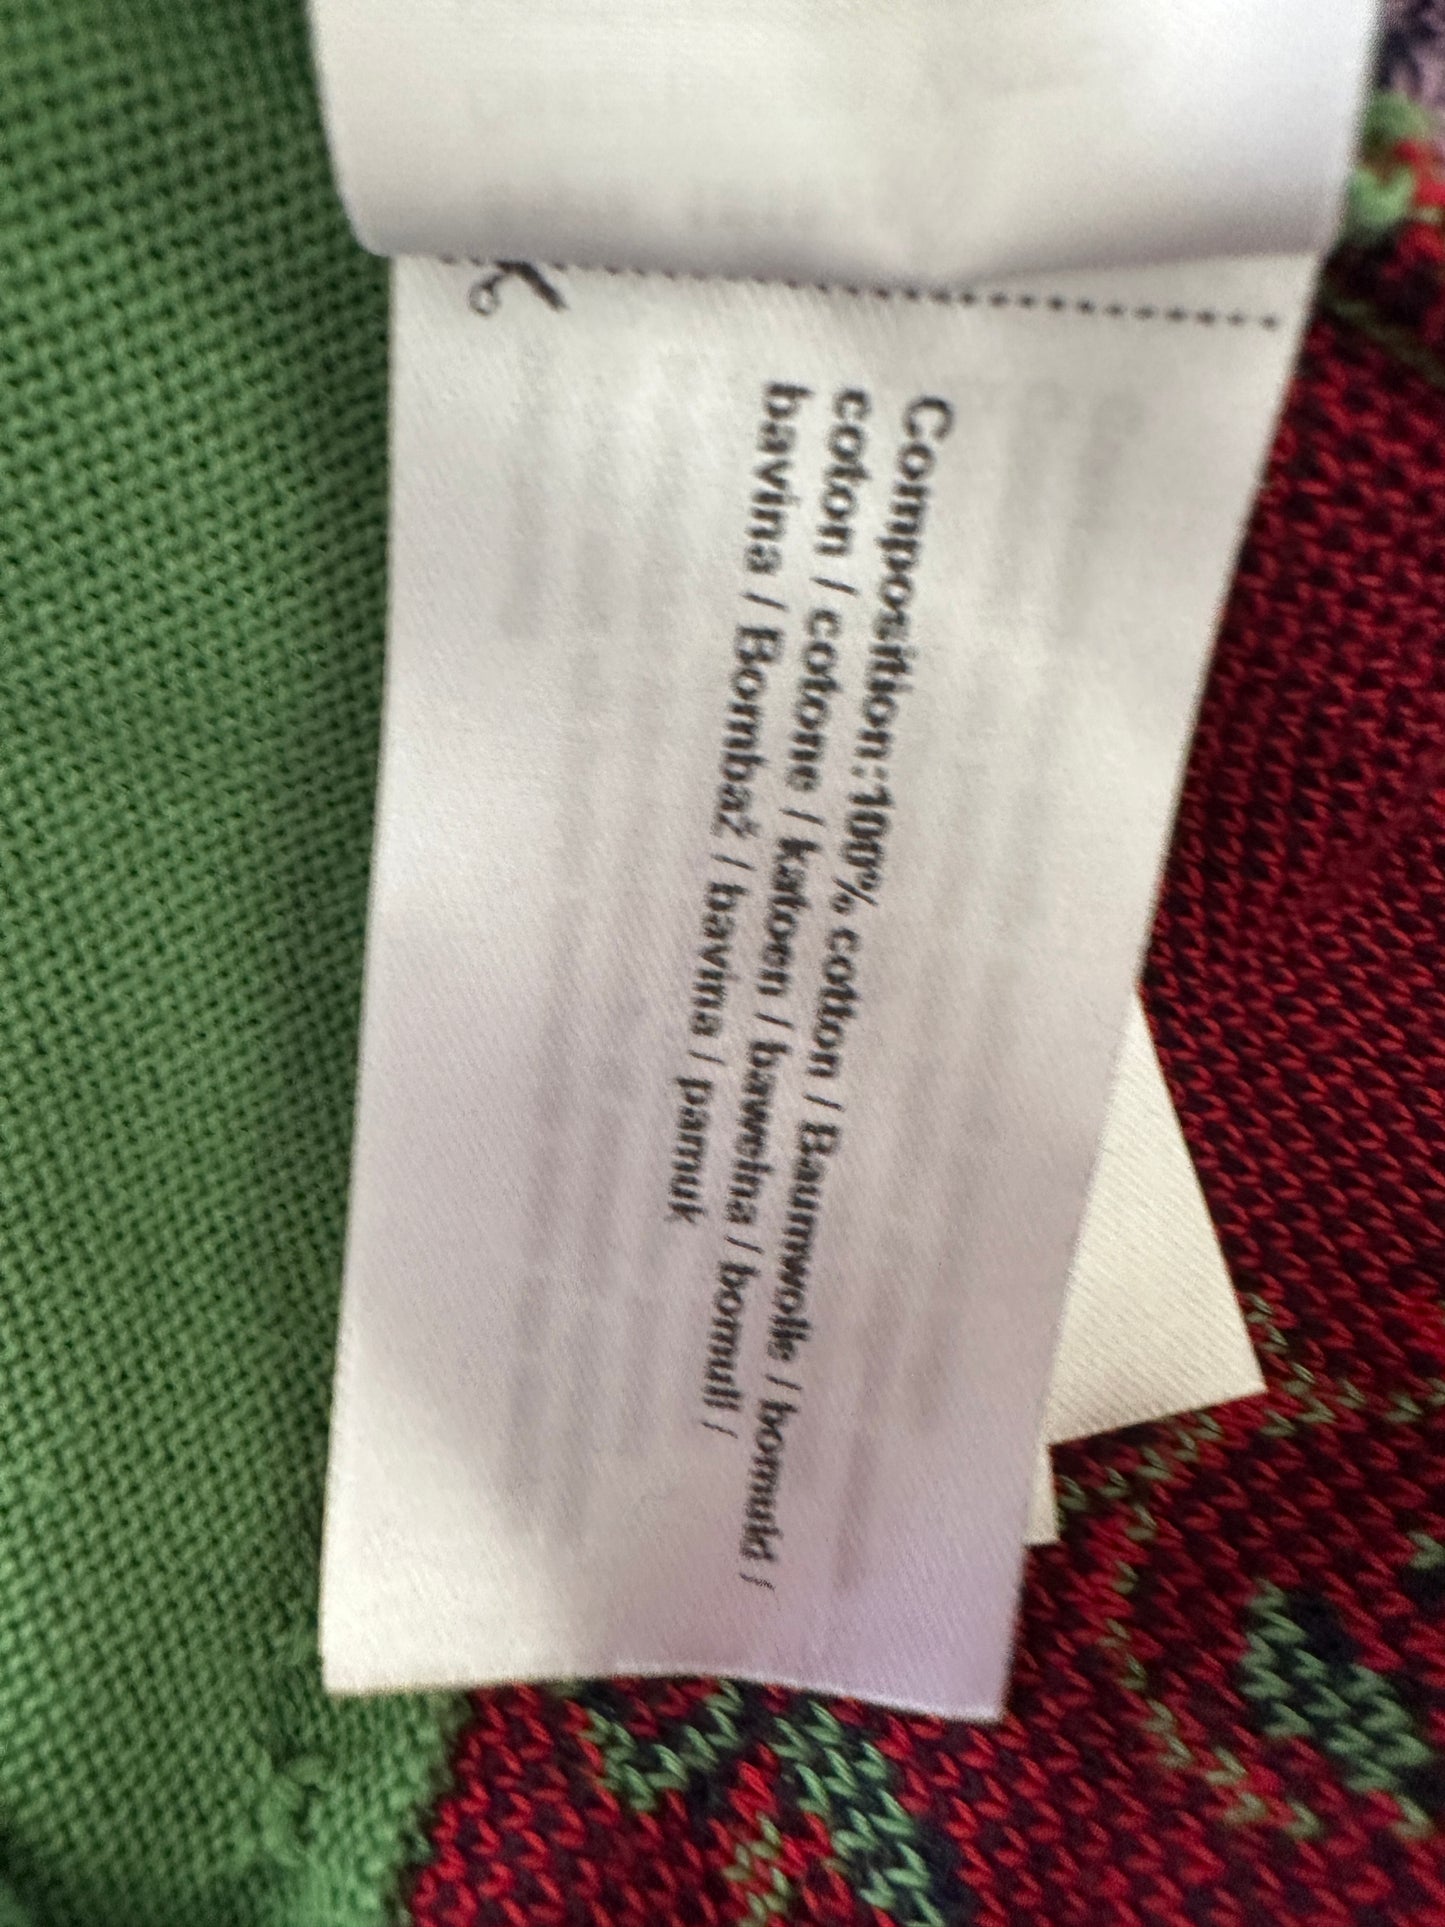 Composition:100% cotton / Baumwolle / bomuld /
coton / cotone / katoen / bawełna / bomull /
bavlna / Bombaž / bavlna / pamuk